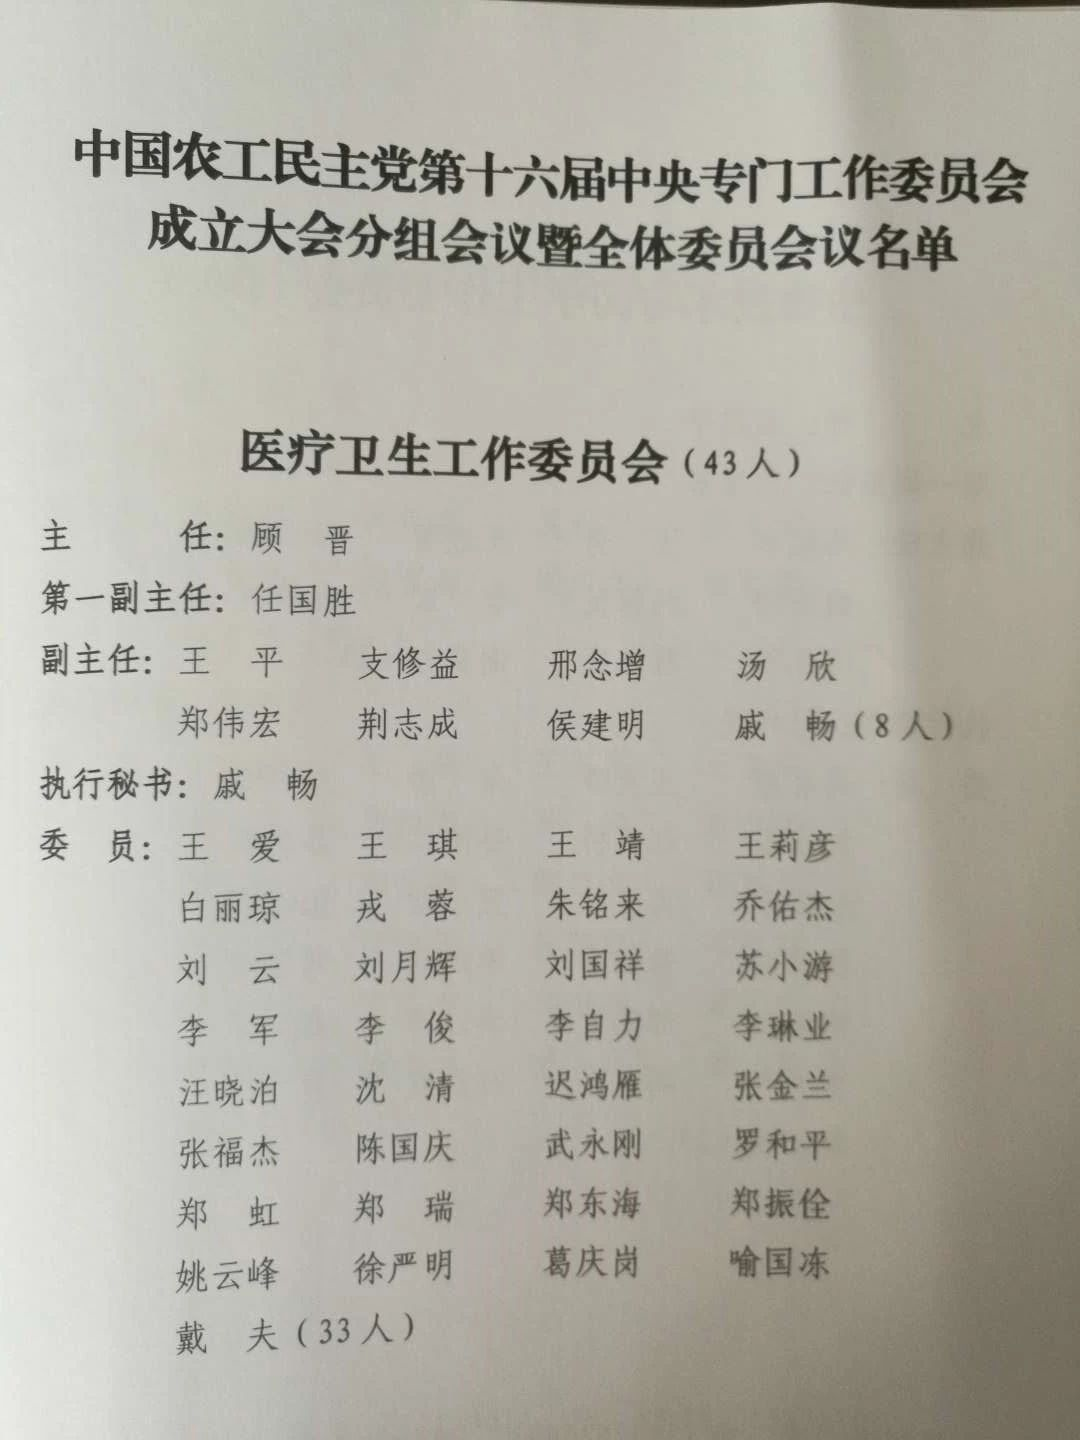 中国农工民主党第十六届中央专门工作委员会
成立大会分组会议暨全体委员会议名单
医疗卫生工作委员会（43人）
主　　　任：顾　晋
第一副主任：任国胜
副主任：王　平　支修益　邢念增　汤　欣
郑伟宏　荆志成　侯建明　戚　畅（8人）
执行秘书：戚　畅
委　员：王　爱　王　琪　王　靖　王莉彦
白丽琼　戎　蓉　朱铭来　乔佑杰
刘　云　刘月辉　刘国祥　苏小游
李　军　李　俊　李自力　李琳业
汪晓泊　沈　清　迟鸿雁　张金兰
张福杰　陈国庆　武永刚　罗和平
郑　虹　郑　瑞　郑东海　郑振佺
姚云峰　徐严明　葛庆岗　喻国冻
戴　夫（33人）